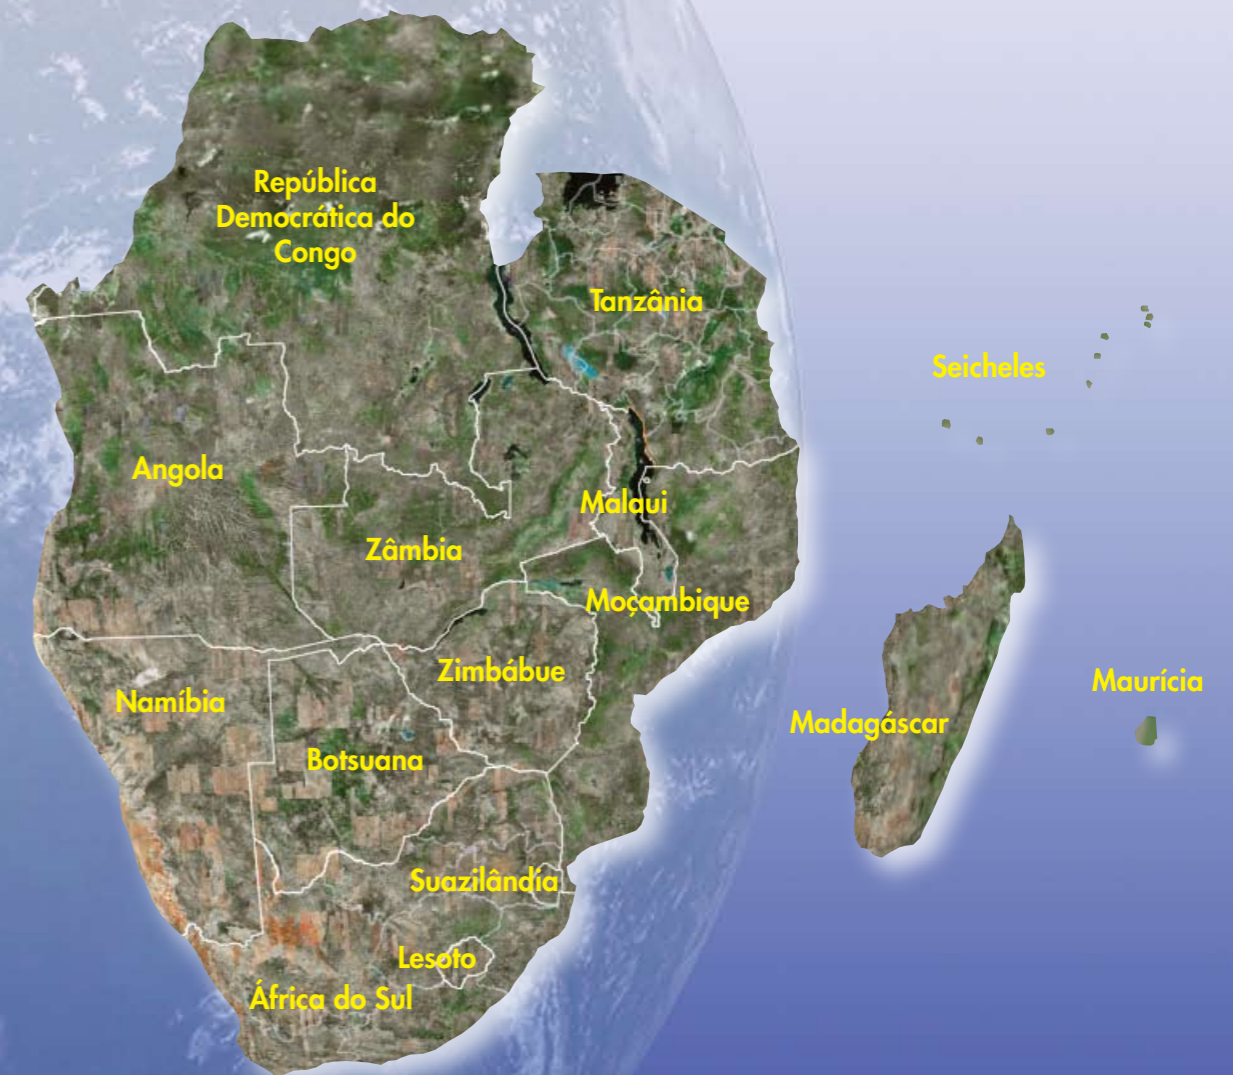 República
Democrática do
Congo
Tanzânia
Seicheles
Angola
Malaui
Zâmbia
Moçambique
Zimbábue
Maurícia
Namíbia
Madagáscar
Botsuana
Suazilândia
Lesoto
África do Sul